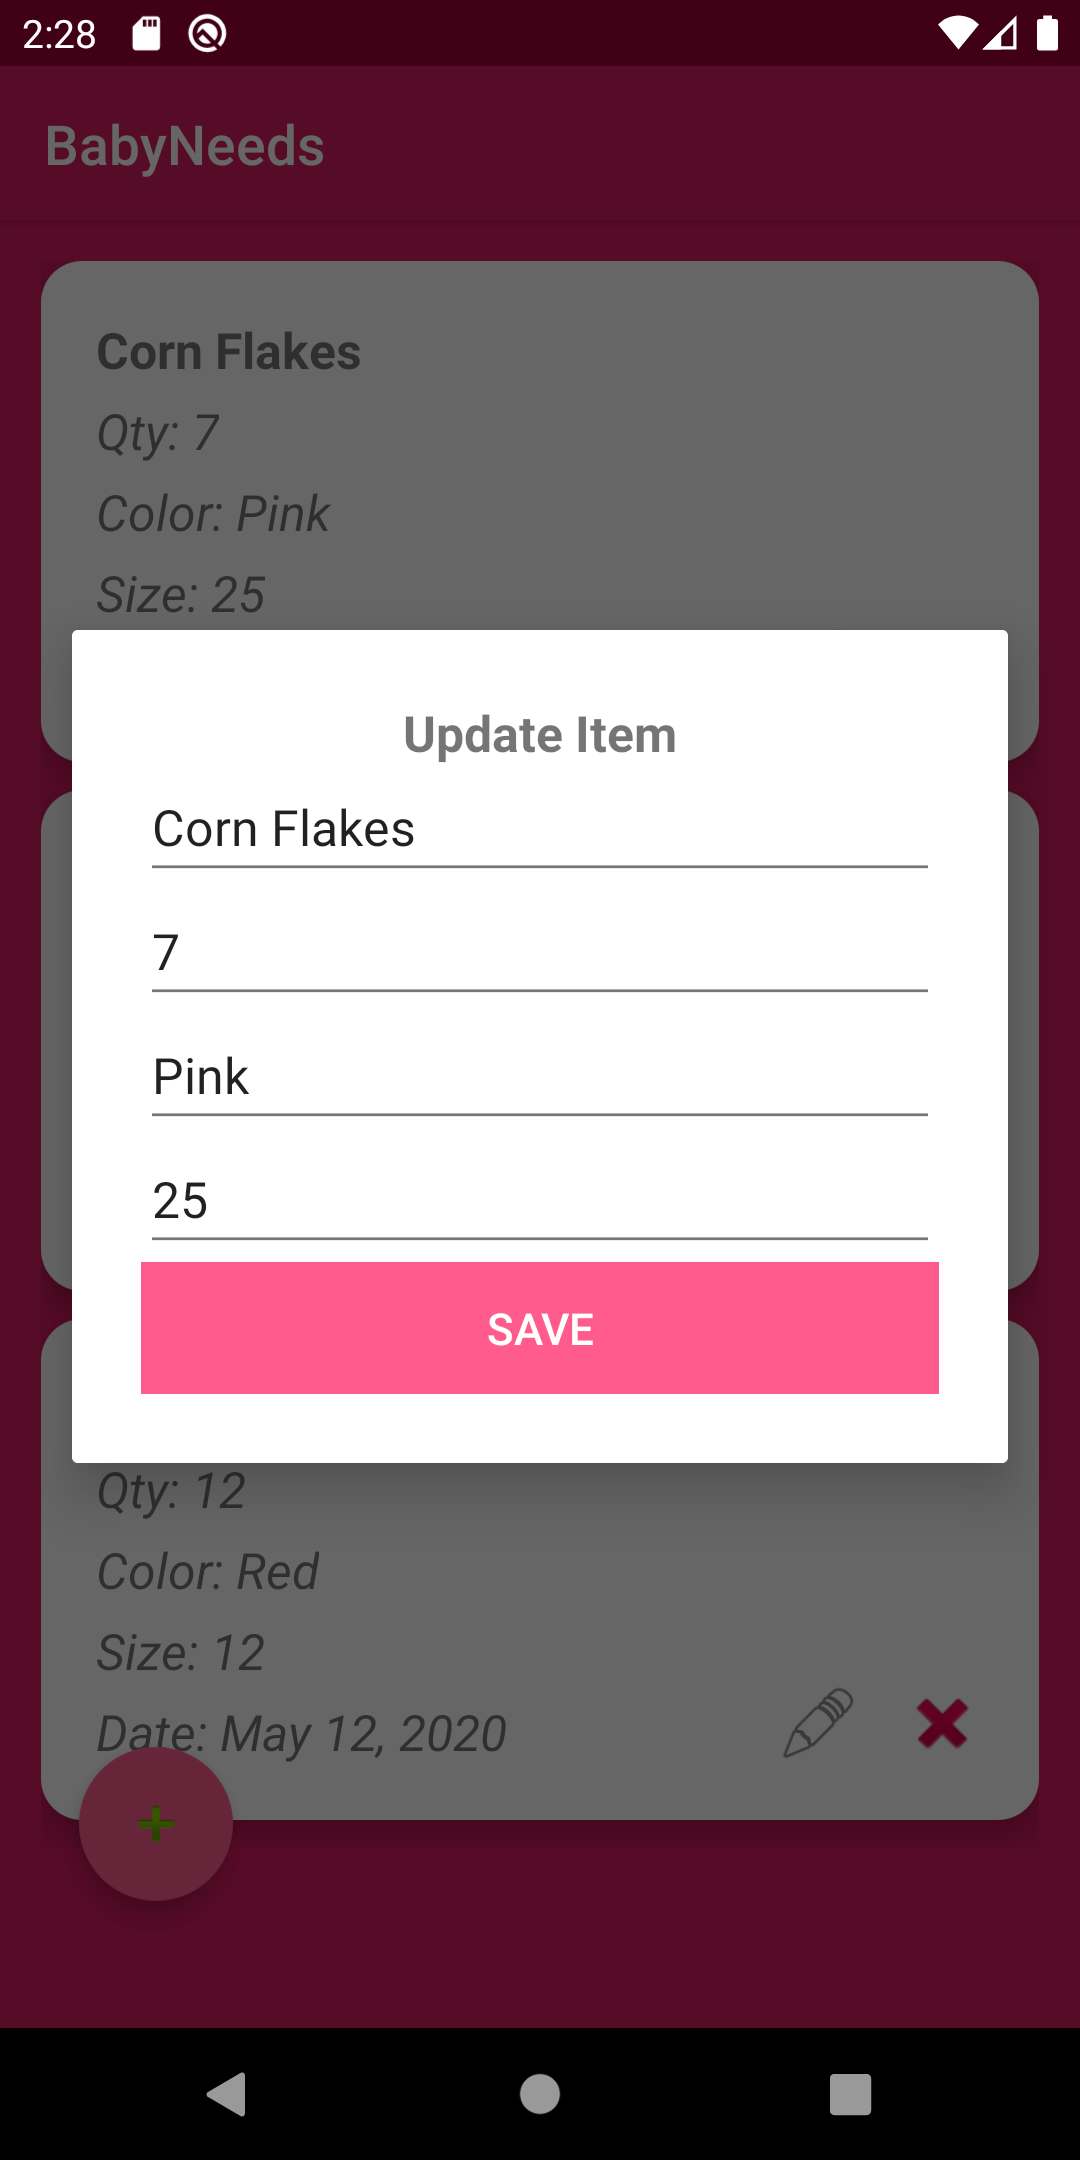 2:28
BabyNeeds
Corn Flakes
Qty: 7
Color: Pink
Size: 25
Update Item
Corn Flakes
7
Pink
25
SAVE
Qty: 12
Color: Red
Size: 12
Date: May 12, 2020